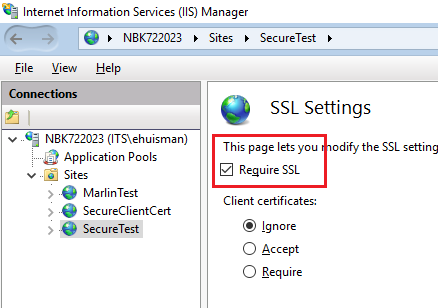 Internet Information Services (IIS) Manager
NBK722023 Sites SecureTest
File View Help
Connections
NBK722023 (ITS\ehuisman)
Application Pools
Sites
MarlinTest
SecureClientCert
SecureTest
SSL Settings
This page lets you modify the SSL setting
Require SSL
Client certificates:
Ignore
Accept
Require